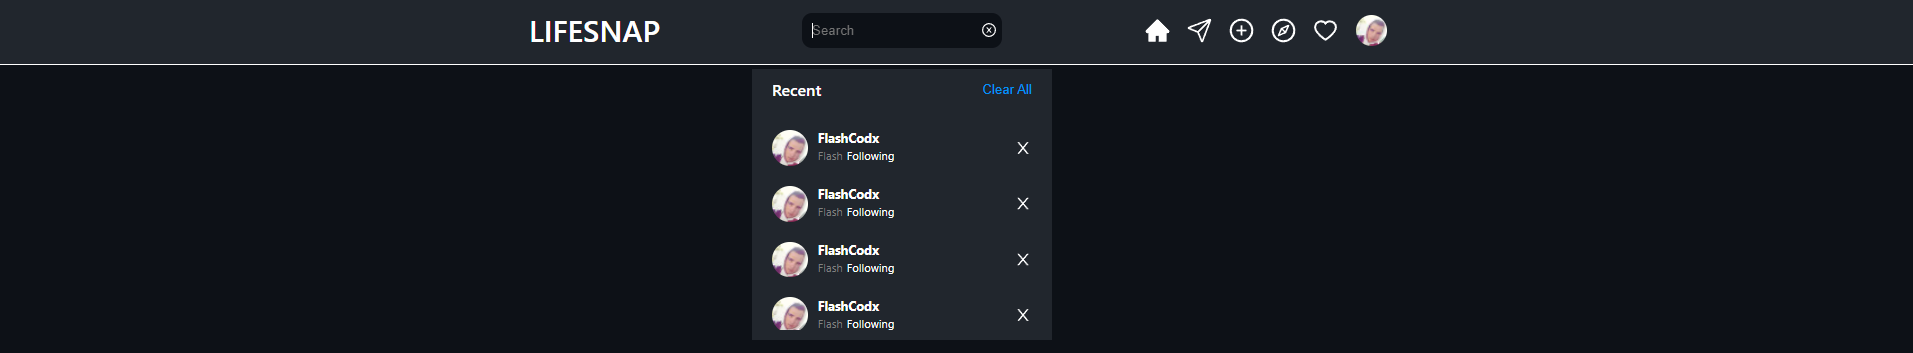 LIFESNAP
Search
Recent
Clear All
FlashCodx
Flash Following
FlashCodx
Flash Following
FlashCodx
Flash Following
FlashCodx
Flash Following